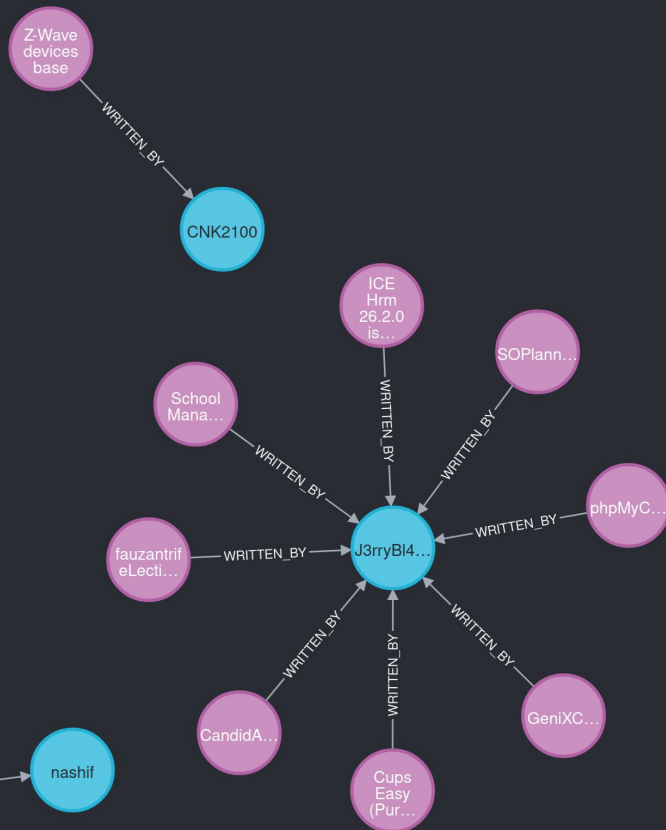 Z-Wave
devices
base
WRITTEN_BY
CNK2100
ICE
Hrm
26.2.0
is…
SOPlann…
School
Mana…
WRITTEN_BY
WRITTEN_BY
WRITTEN_BY
phpMyC…
WRITTEN_BY
J3rryBl4…
fauzantrif
eLecti…
WRITTEN_BY
WRITTEN_BY
WRITTEN_BY
WRITTEN_BY
CandidA…
GeniXC…
nashif
Cups
Easy
(Pur…